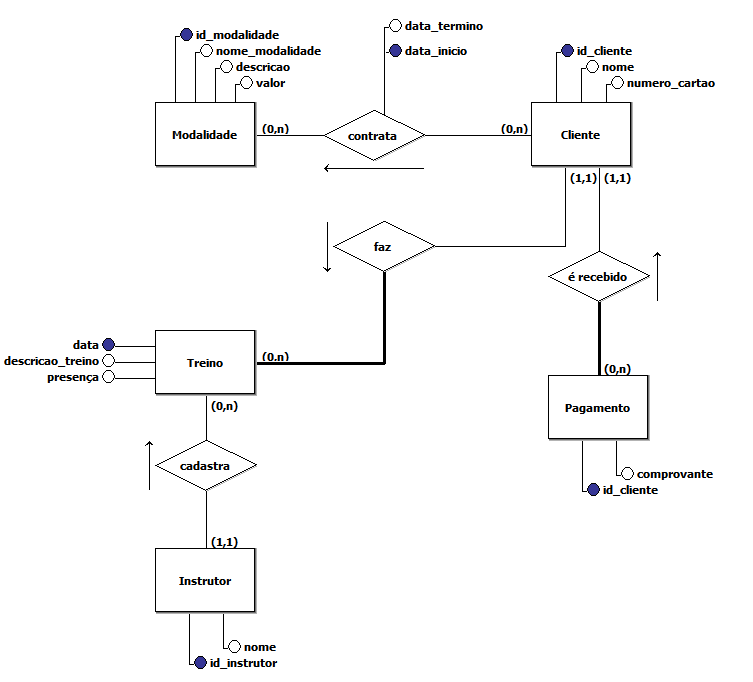 id_modalidade
nome_modalidade
descricao
valor
Modalidade
(0,n)
data_termino
data_inicio
contrata
(0,n)
id_cliente
nome
numero_cartao
Cliente
(1,1)
(1,1)
faz
é recebido
data
descricao_treino
presença
Treino
(0,n)
(0,n)
(0,n)
Pagamento
comprovante
id_cliente
cadastra
(1,1)
Instrutor
nome
id_instrutor